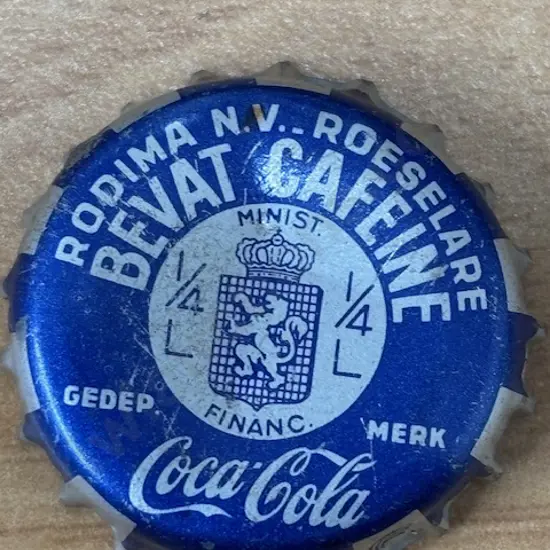 RODIMA N.V.-ROESELARE
BEVAT CAFEINE
MINIST.
1/4 L
1/4 L
FINANC.
GEDEP MERK
Coca-Cola